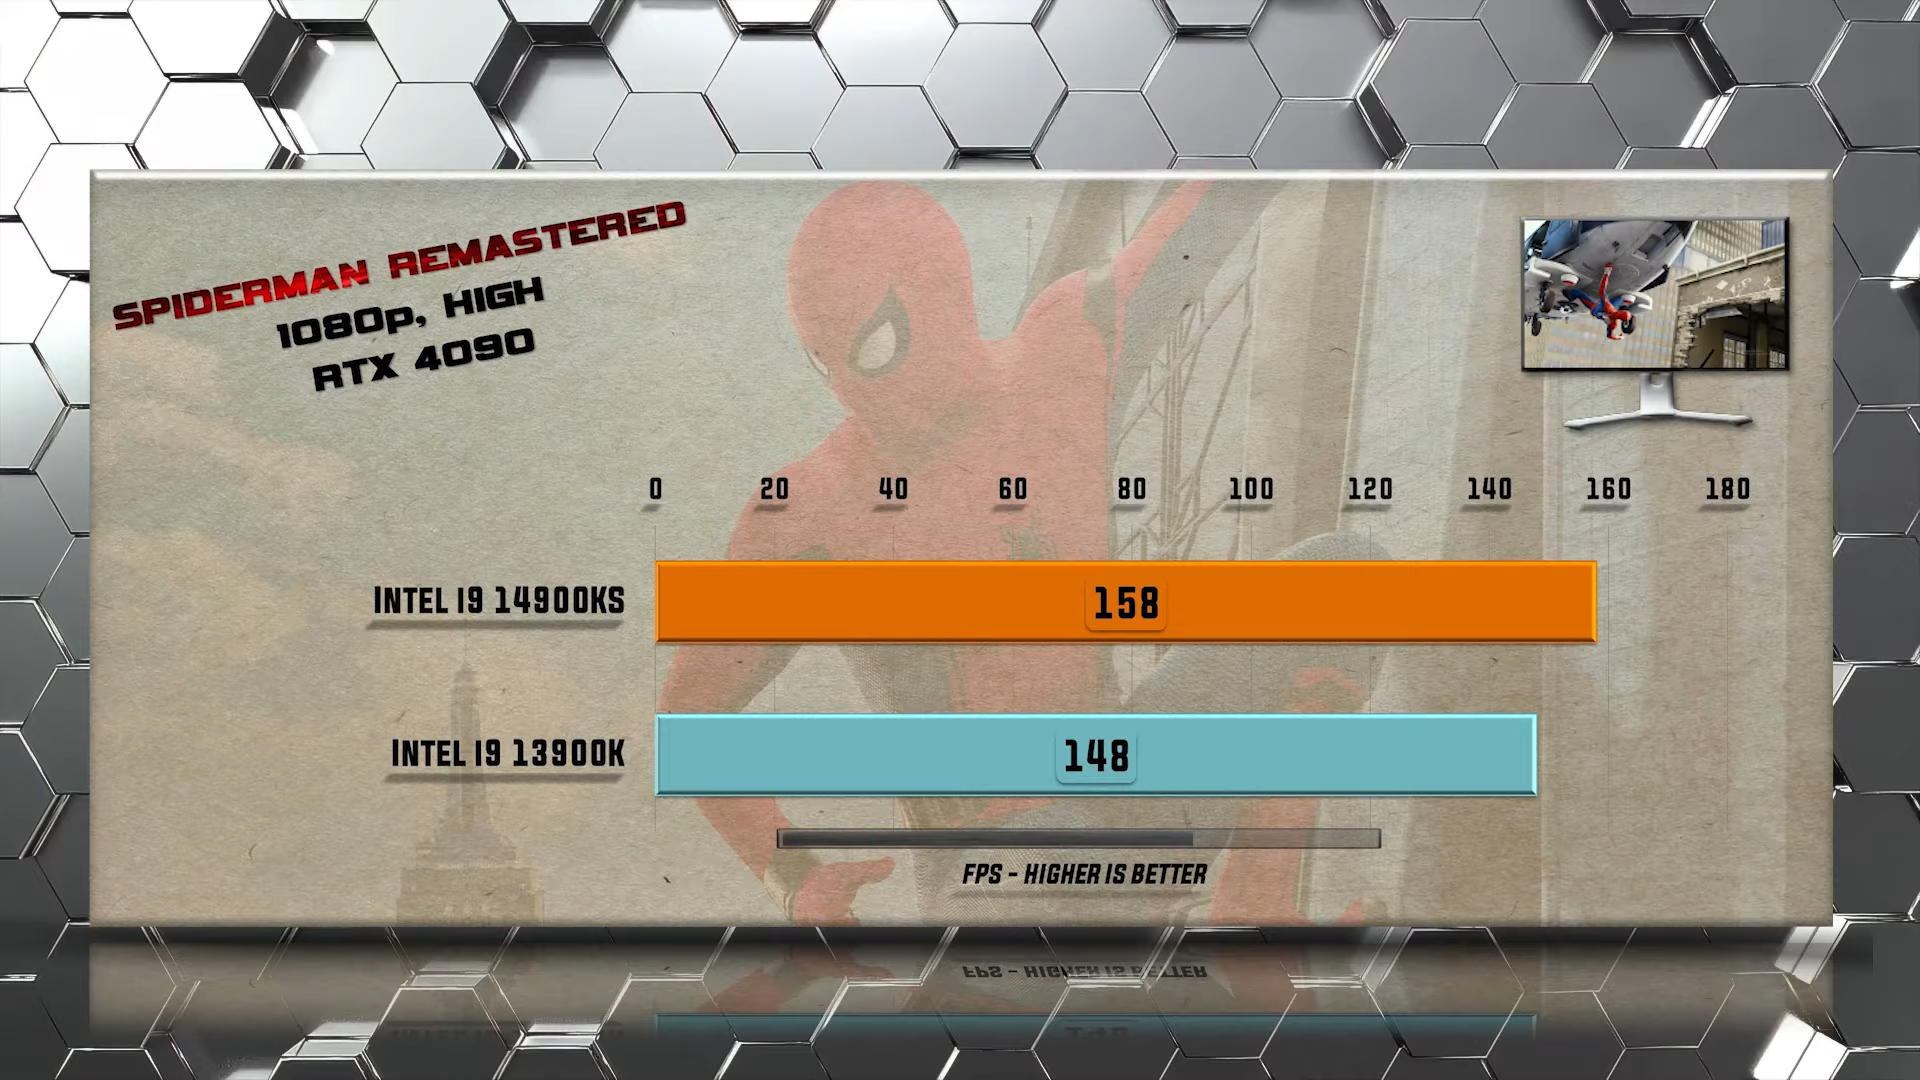 SPIDERMAN REMASTERED
1080p, HIGH
RTX 4090
0 20 40 60 80 100 120 140 160 180
INTEL I9 14900KS 158
INTEL I9 13900K 148
FPS - HIGHER IS BETTER